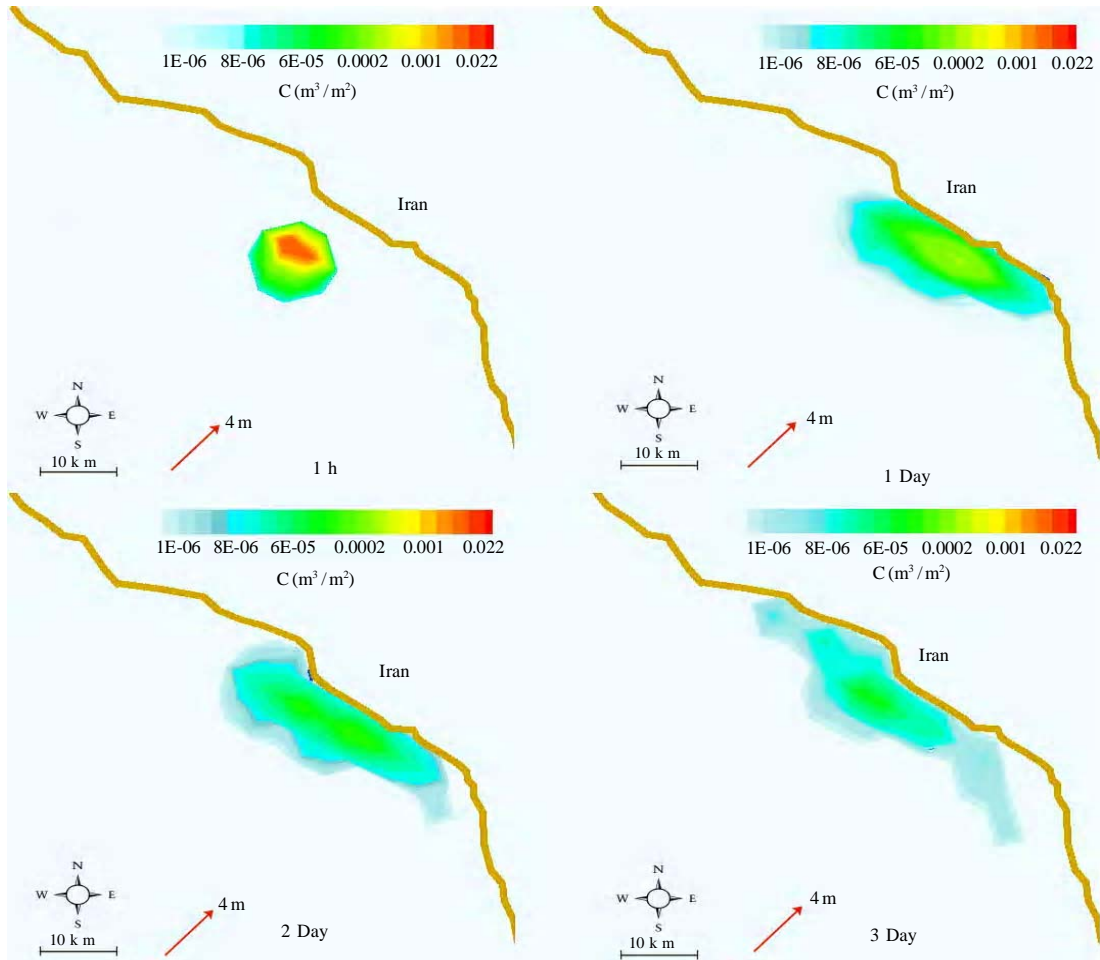 1E-06 8E-06 6E-05 0.0002 0.001 0.022
C (m³/m²)
Iran
N
W E
S
4 m
10 k m
1 h
1E-06 8E-06 6E-05 0.0002 0.001 0.022
C (m³/m²)
Iran
N
W E
S
4 m
10 k m
1 Day
1E-06 8E-06 6E-05 0.0002 0.001 0.022
C (m³/m²)
Iran
N
W E
S
4 m
10 k m
2 Day
1E-06 8E-06 6E-05 0.0002 0.001 0.022
C (m³/m²)
Iran
N
W E
S
4 m
10 k m
3 Day